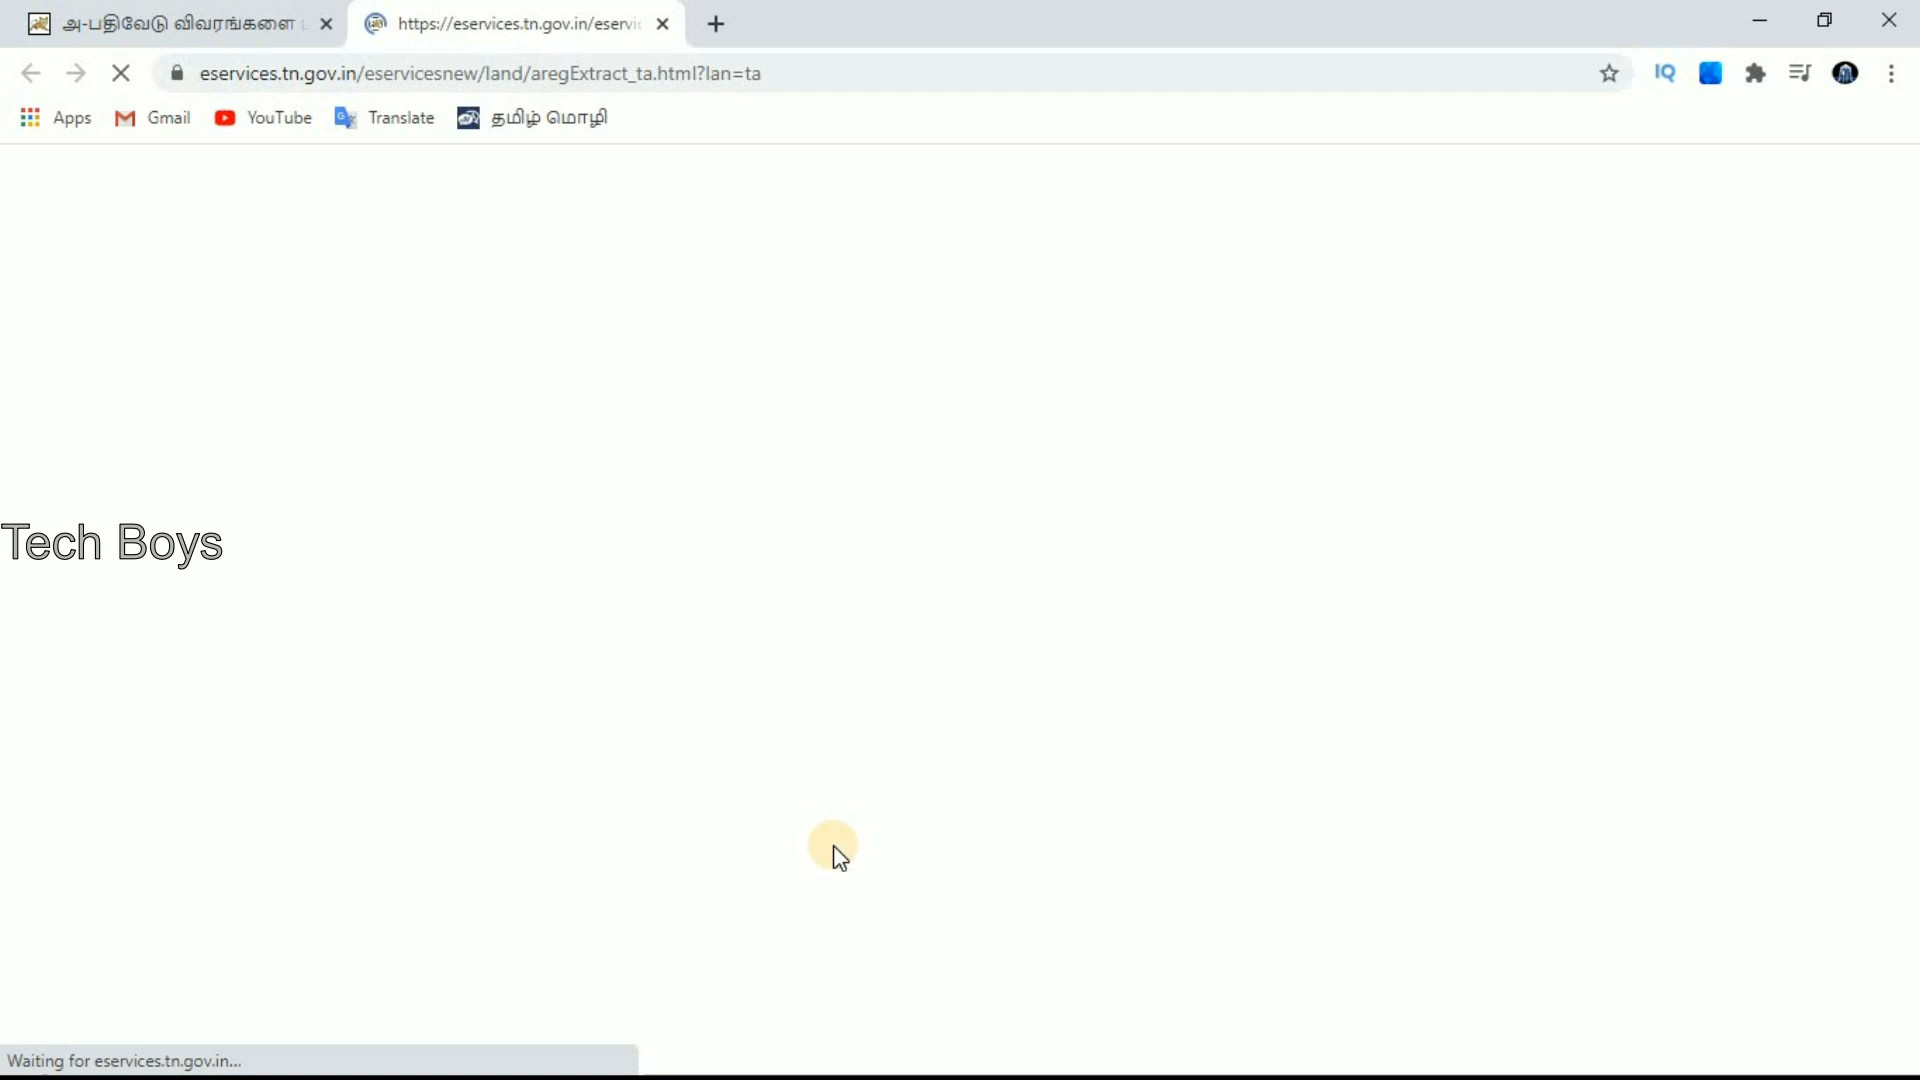 அ-பதிவேடு விவரங்களை
https://eservices.tn.gov.in/eservic
eservices.tn.gov.in/eservicesnew/land/aregExtract_ta.html?lan=ta
IQ
Apps
Gmail
YouTube
Translate
தமிழ் மொழி
Tech Boys
Waiting for eservices.tn.gov.in...